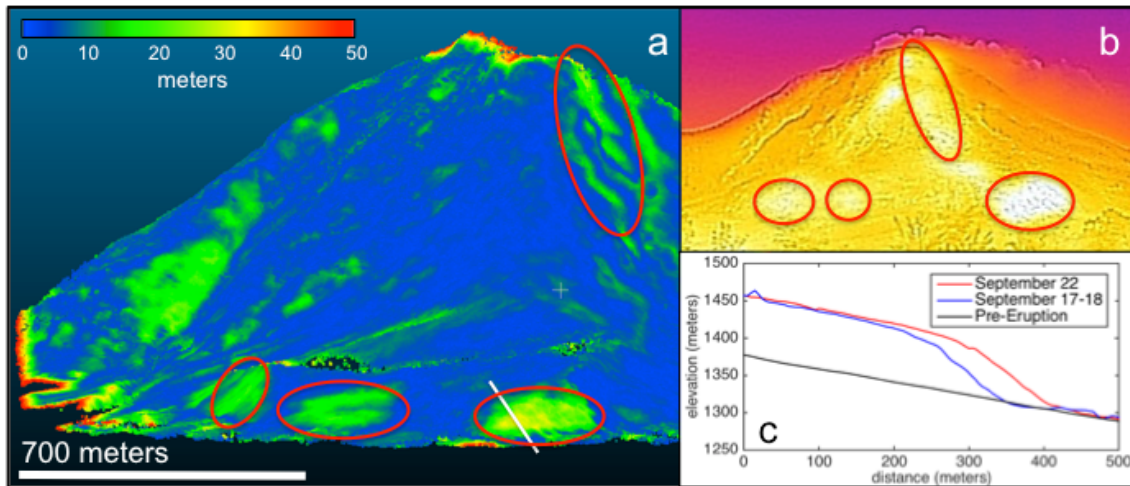 0 10 20 30 40 50
meters
a
700 meters
b
1500
1450
1400
1350
1300
1250
elevation (meters)
September 22
September 17-18
Pre-Eruption
c
0 100 200 300 400 500
distance (meters)